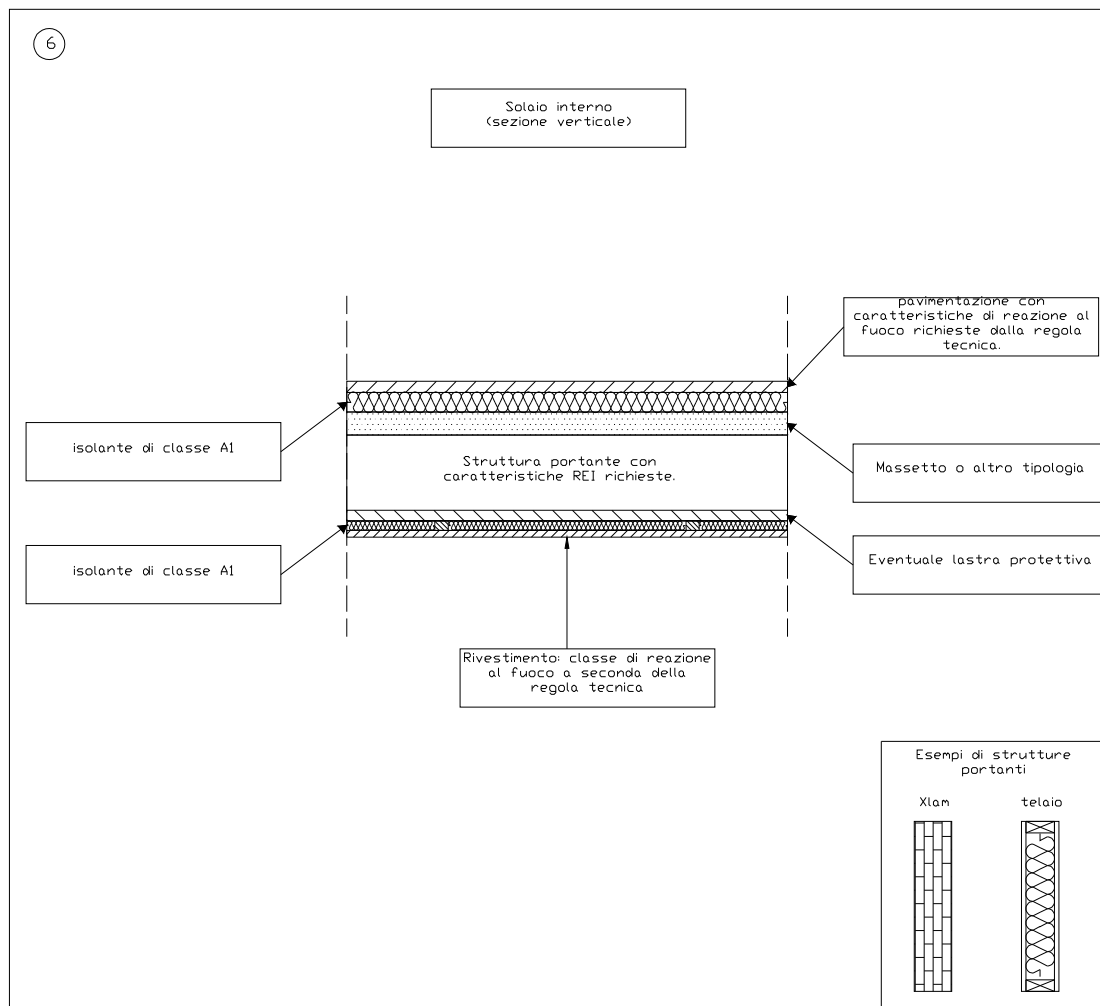 6
Solaio interno
(sezione verticale)
pavimentazione con
caratteristiche di reazione al
fuoco richieste dalla regola
tecnica.
isolante di classe A1
Massetto o altro tipologia
Struttura portante con
caratteristiche REI richieste.
isolante di classe A1
Eventuale lastra protettiva
Rivestimento: classe di reazione
al fuoco a seconda della
regola tecnica
Esempi di strutture
portanti
Xlam
telaio